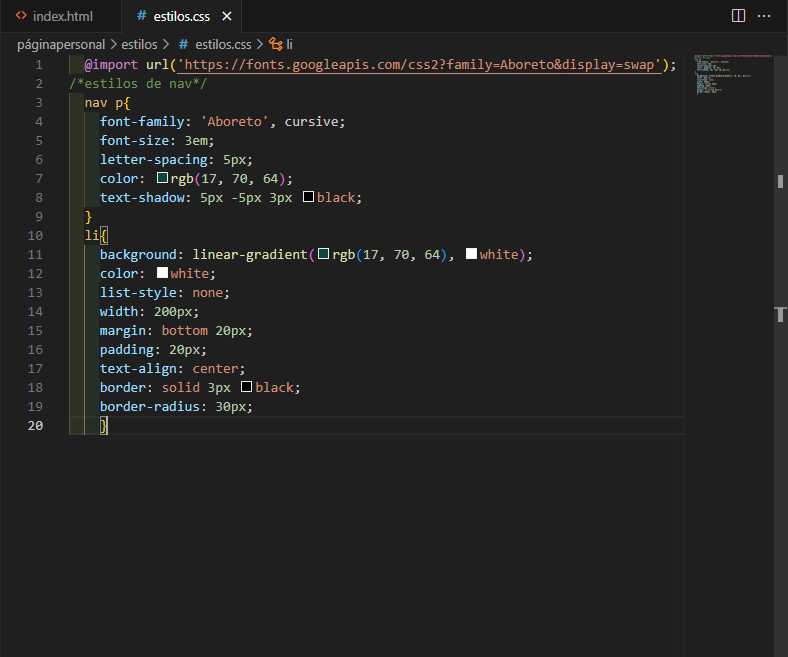 index.html # estilos.css ×
páginapersonal > estilos > # estilos.css > li
1 @import url('https://fonts.googleapis.com/css2?family=Aboreto&display=swap');
2 /*estilos de nav*/
3 nav p{
4 font-family: 'Aboreto', cursive;
5 font-size: 3em;
6 letter-spacing: 5px;
7 color: rgb(17, 70, 64);
8 text-shadow: 5px -5px 3px black;
9 }
10 li{
11 background: linear-gradient(rgb(17, 70, 64), white);
12 color: white;
13 list-style: none;
14 width: 200px;
15 margin: bottom 20px;
16 padding: 20px;
17 text-align: center;
18 border: solid 3px black;
19 border-radius: 30px;
20 }